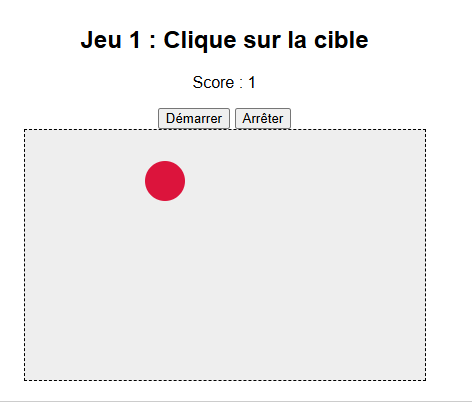 Jeu 1 : Clique sur la cible
Score : 1
Démarrer Arrêter